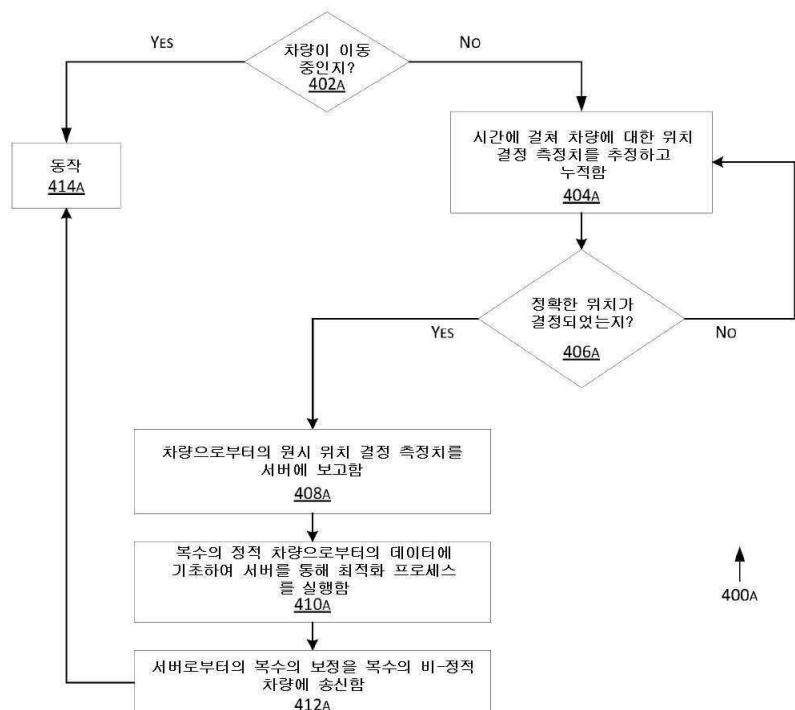 YES
차량이 이동
중인지?
402A
NO
동작
414A
시간에 걸쳐 차량에 대한 위치
결정 측정치를 추정하고
누적함
404A
정확한 위치가
결정되었는지?
406A
YES
NO
차량으로부터의 원시 위치 결정 측정치를
서버에 보고함
408A
복수의 정적 차량으로부터의 데이터에
기초하여 서버를 통해 최적화 프로세스
를 실행함
410A
400A
서버로부터의 복수의 보정을 복수의 비-정적
차량에 송신함
412A